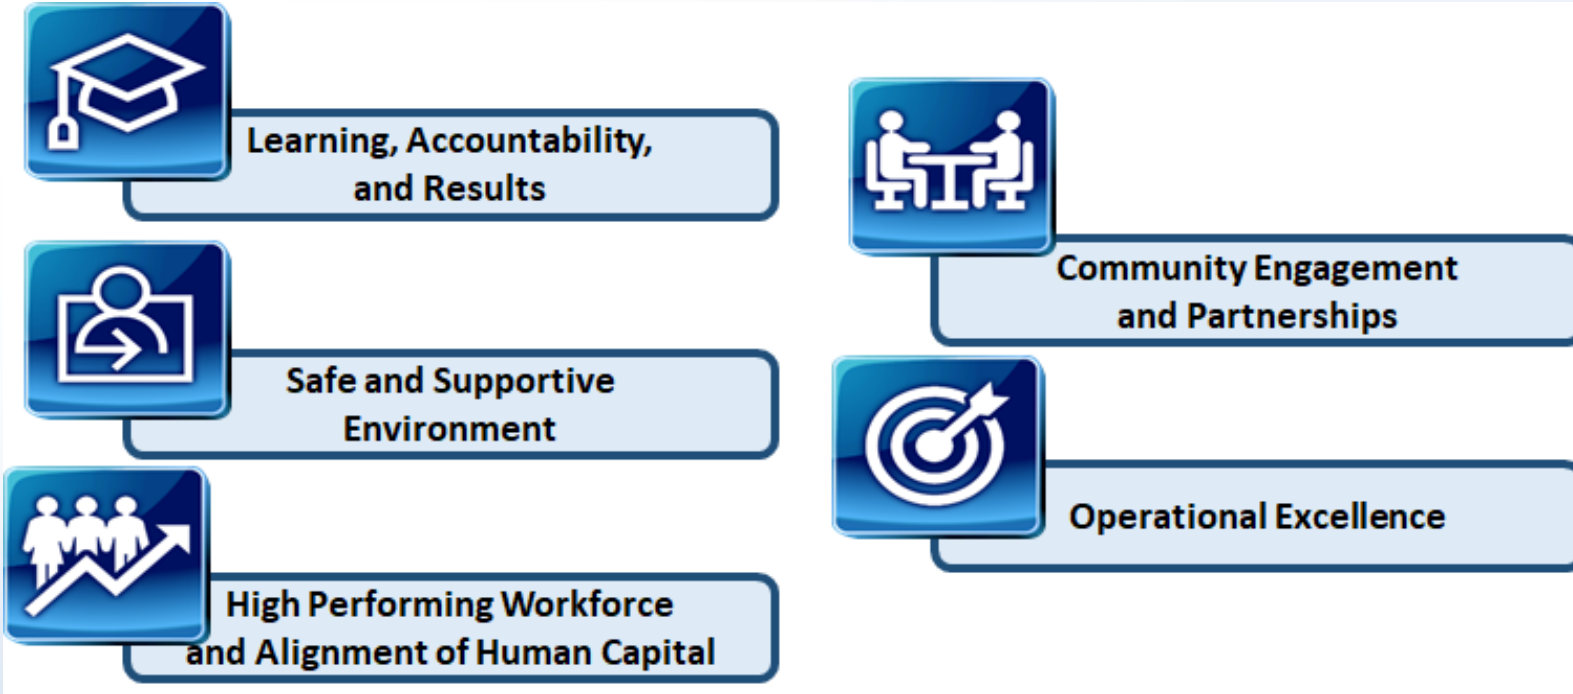 Learning, Accountability,
and Results
Safe and Supportive
Environment
High Performing Workforce
and Alignment of Human Capital
Community Engagement
and Partnerships
Operational Excellence